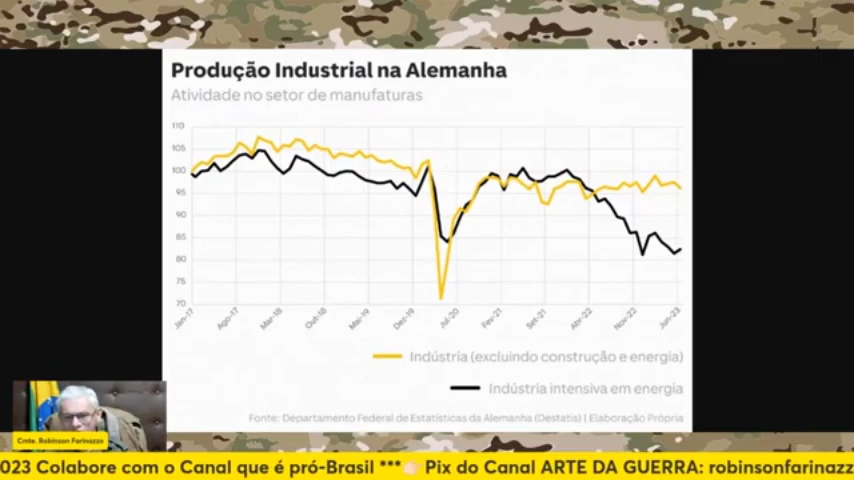 Produção Industrial na Alemanha
Atividade no setor de manufaturas
110
105
100
95
90
85
80
75
70
Jan-17
Ago-17
Mar-18
Out-18
Mai-19
Dez-19
Jul-20
Fev-21
Set-21
Abr-22
Nov-22
Jun-23
Indústria (excluindo construção e energia)
Indústria intensiva em energia
Fonte: Departamento Federal de Estatísticas da Alemanha (Destatis) | Elaboração Própria
Cmte. Robinson Farinazzo
023 Colabore com o Canal que é pró-Brasil ***👉🏻 Pix do Canal ARTE DA GUERRA: robinsonfarinazz